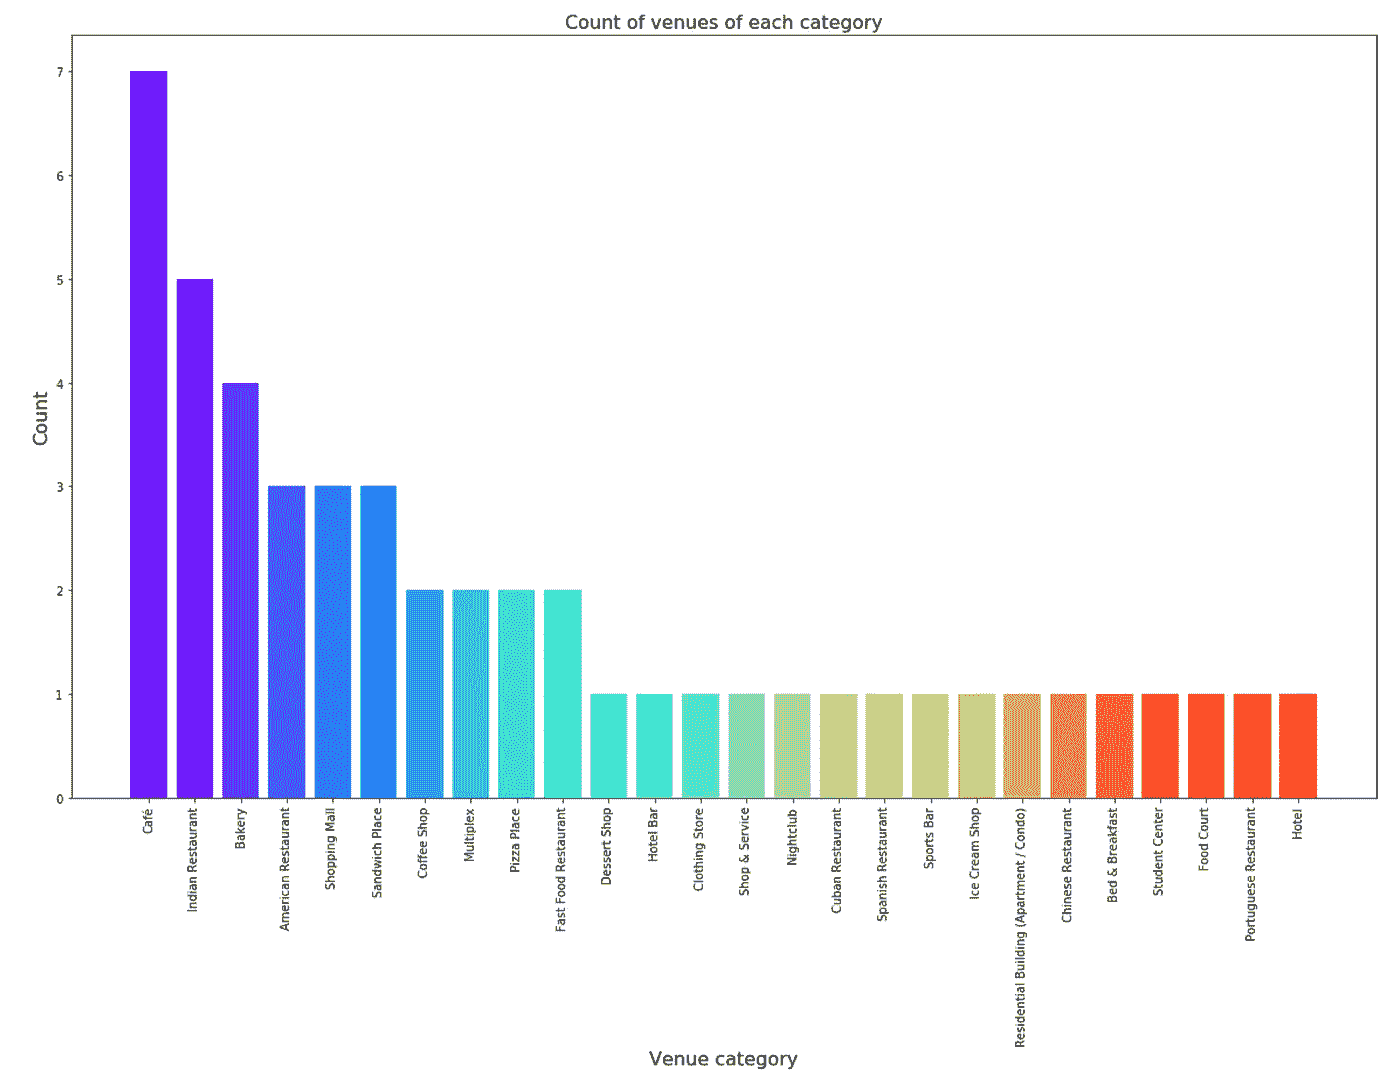 Count of venues of each category
7
6
5
4
3
2
1
0
Count
Café
Indian Restaurant
Bakery
American Restaurant
Shopping Mall
Sandwich Place
Coffee Shop
Multiplex
Pizza Place
Fast Food Restaurant
Dessert Shop
Hotel Bar
Clothing Store
Shop & Service
Nightclub
Cuban Restaurant
Spanish Restaurant
Sports Bar
Ice Cream Shop
Residential Building (Apartment / Condo)
Chinese Restaurant
Bed & Breakfast
Student Center
Food Court
Portuguese Restaurant
Hotel
Venue category